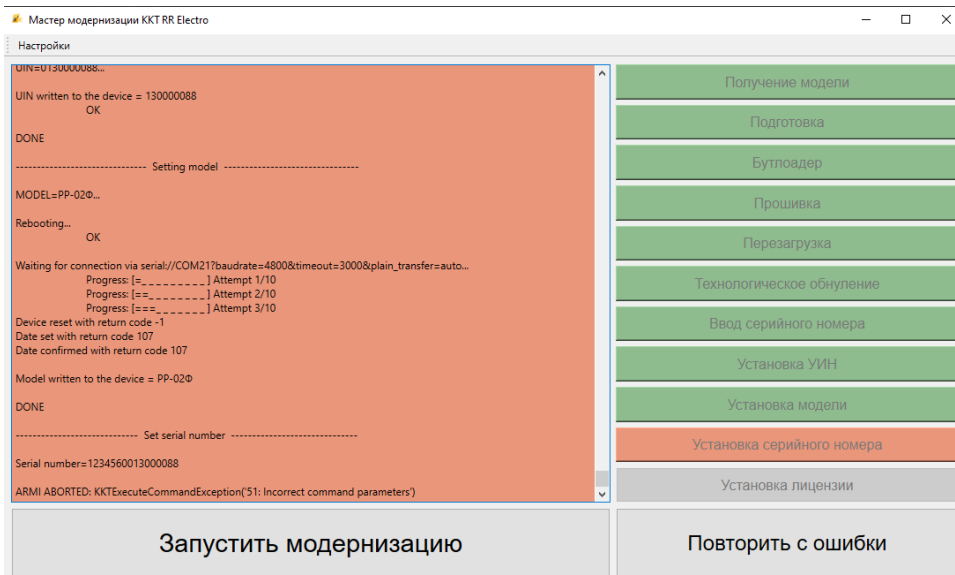 Мастер модернизации ККТ RR Electro
Настройки
UIN=0130000088...
UIN written to the device = 130000088
OK
DONE
------------------------------- Setting model --------------------------------
MODEL=РР-02Ф...
Rebooting...
OK
Waiting for connection via serial://COM21?baudrate=4800&timeout=3000&plain_transfer=auto...
Progress: [=_ _ _ _ _ _ _ _ _] Attempt 1/10
Progress: [==_ _ _ _ _ _ _ _] Attempt 2/10
Progress: [===_ _ _ _ _ _ _] Attempt 3/10
Device reset with return code -1
Date set with return code 107
Date confirmed with return code 107
Model written to the device = РР-02Ф
DONE
----------------------------- Set serial number ------------------------------
Serial number=1234560013000088
ARMI ABORTED: KKTExecuteCommandException('51: Incorrect command parameters')
Получение модели
Подготовка
Бутлоадер
Прошивка
Перезагрузка
Технологическое обнуление
Ввод серийного номера
Установка УИН
Установка модели
Установка серийного номера
Установка лицензии
Запустить модернизацию
Повторить с ошибки